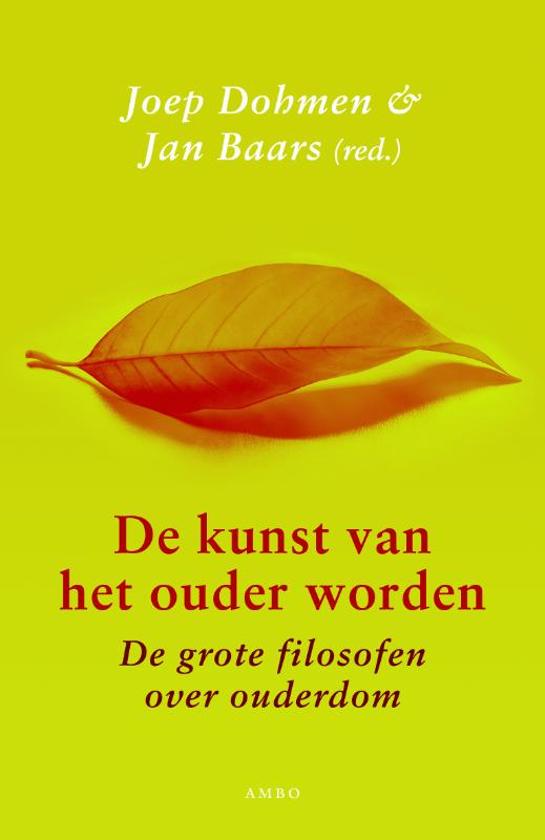 Joep Dohmen &
Jan Baars (red.)
De kunst van
het ouder worden
De grote filosofen
over ouderdom
AMBO